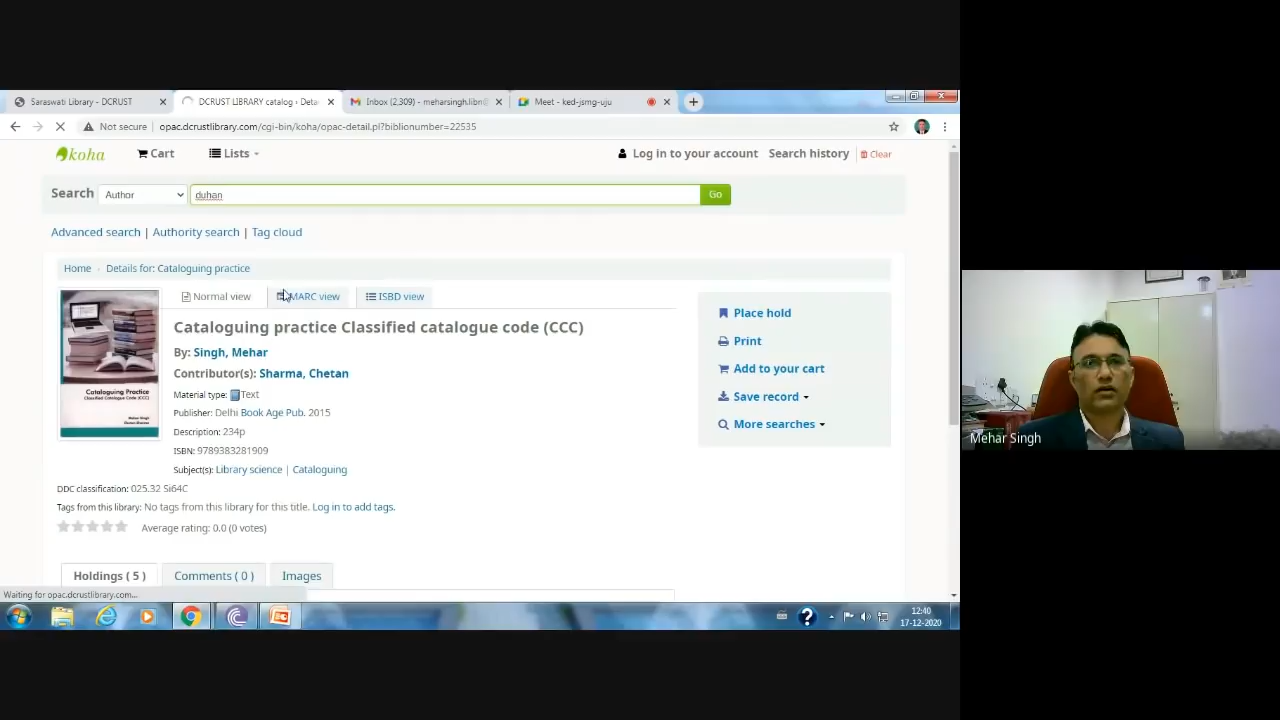 Saraswati Library - DCRUST
DCRUST LIBRARY catalog › Deta
Inbox (2,309) - meharsingh.libn@
Meet - ked-jsmg-uju
Not secure
opac.dcrustlibrary.com/cgi-bin/koha/opac-detail.pl?biblionumber=22535
koha
Cart
Lists
Log in to your account
Search history
Clear
Search
Author
duhan
Go
Advanced search | Authority search | Tag cloud
Home
Details for: Cataloguing practice
Normal view
MARC view
ISBD view
Cataloguing practice Classified catalogue code (CCC)
By: Singh, Mehar
Contributor(s): Sharma, Chetan
Material type: Text
Publisher: Delhi Book Age Pub. 2015
Description: 234p
ISBN: 9789383281909
Subject(s): Library science | Cataloguing
DDC classification: 025.32 Si64C
Tags from this library: No tags from this library for this title. Log in to add tags.
Average rating: 0.0 (0 votes)
Place hold
Print
Add to your cart
Save record
More searches
Cataloguing Practice
Classified Catalogue Code (CCC)
Mehar Singh
Chetan Sharma
Holdings ( 5 )
Comments ( 0 )
Images
Waiting for opac.dcrustlibrary.com...
12:40
17-12-2020
Mehar Singh